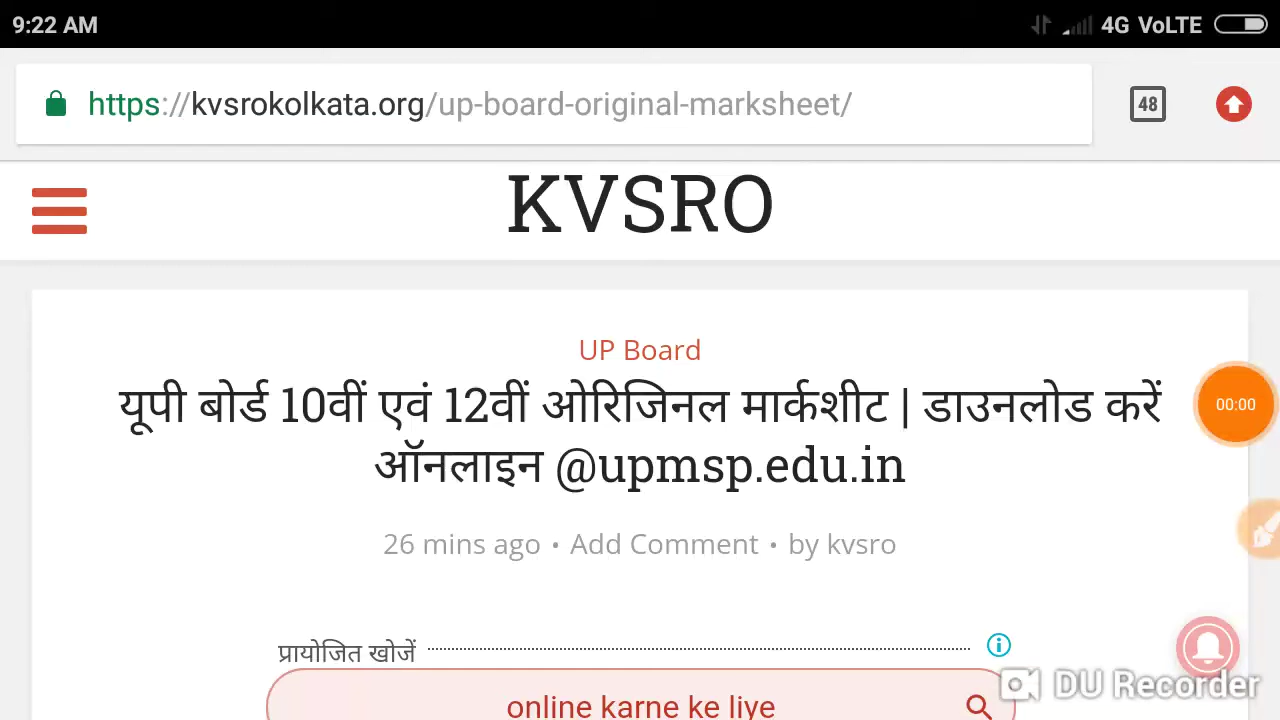 9:22 AM 4G VoLTE
https://kvsrokolkata.org/up-board-original-marksheet/ 48
KVSRO
UP Board
यूपी बोर्ड 10वीं एवं 12वीं ओरिजिनल मार्कशीट | डाउनलोड करें
ऑनलाइन @upmsp.edu.in
00:00
26 mins ago • Add Comment • by kvsro
प्रायोजित खोजें
DU Recorder
online karne ke liye